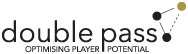 double pass
OPTIMISING PLAYER POTENTIAL